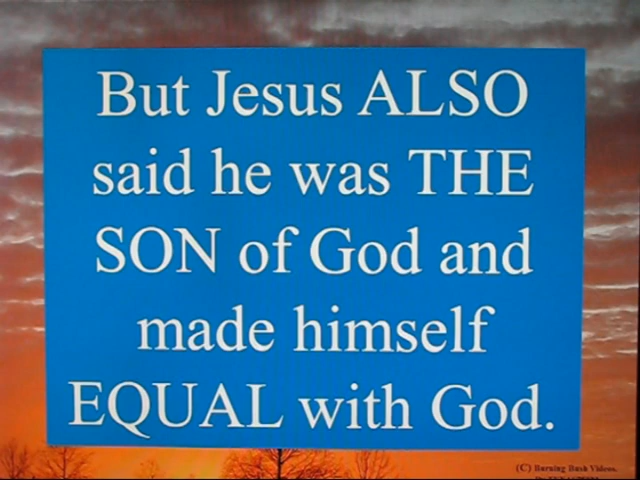 But Jesus ALSO
said he was THE
SON of God and
made himself
EQUAL with God.
(C) Burning Bush Videos.